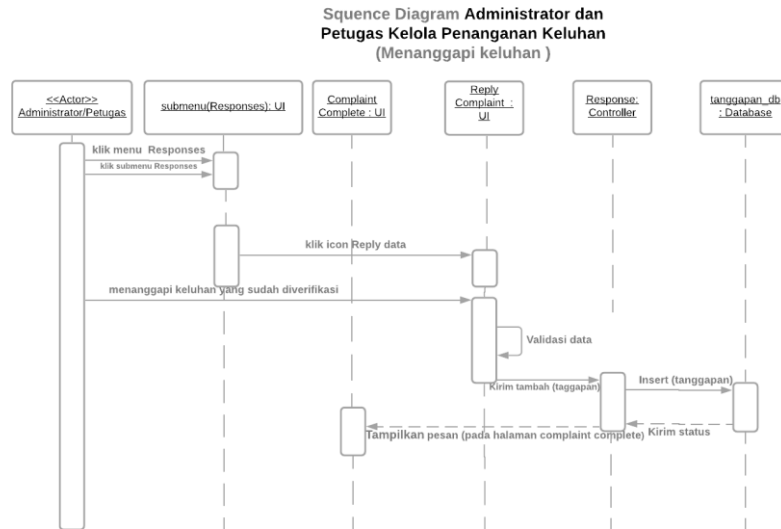 Squence Diagram Administrator dan
Petugas Kelola Penanganan Keluhan
(Menanggapi keluhan )
<<Actor>>
Administrator/Petugas
submenu(Responses): UI
Complaint
Complete : UI
Reply
Complaint :
UI
Response:
Controller
tanggapan_db
: Database
klik menu Responses
klik submenu Responses
klik icon Reply data
menanggapi keluhan yang sudah diverifikasi
Validasi data
Kirim tambah (taggapan)
Insert (tanggapan)
Kirim status
Tampilkan pesan (pada halaman complaint complete)